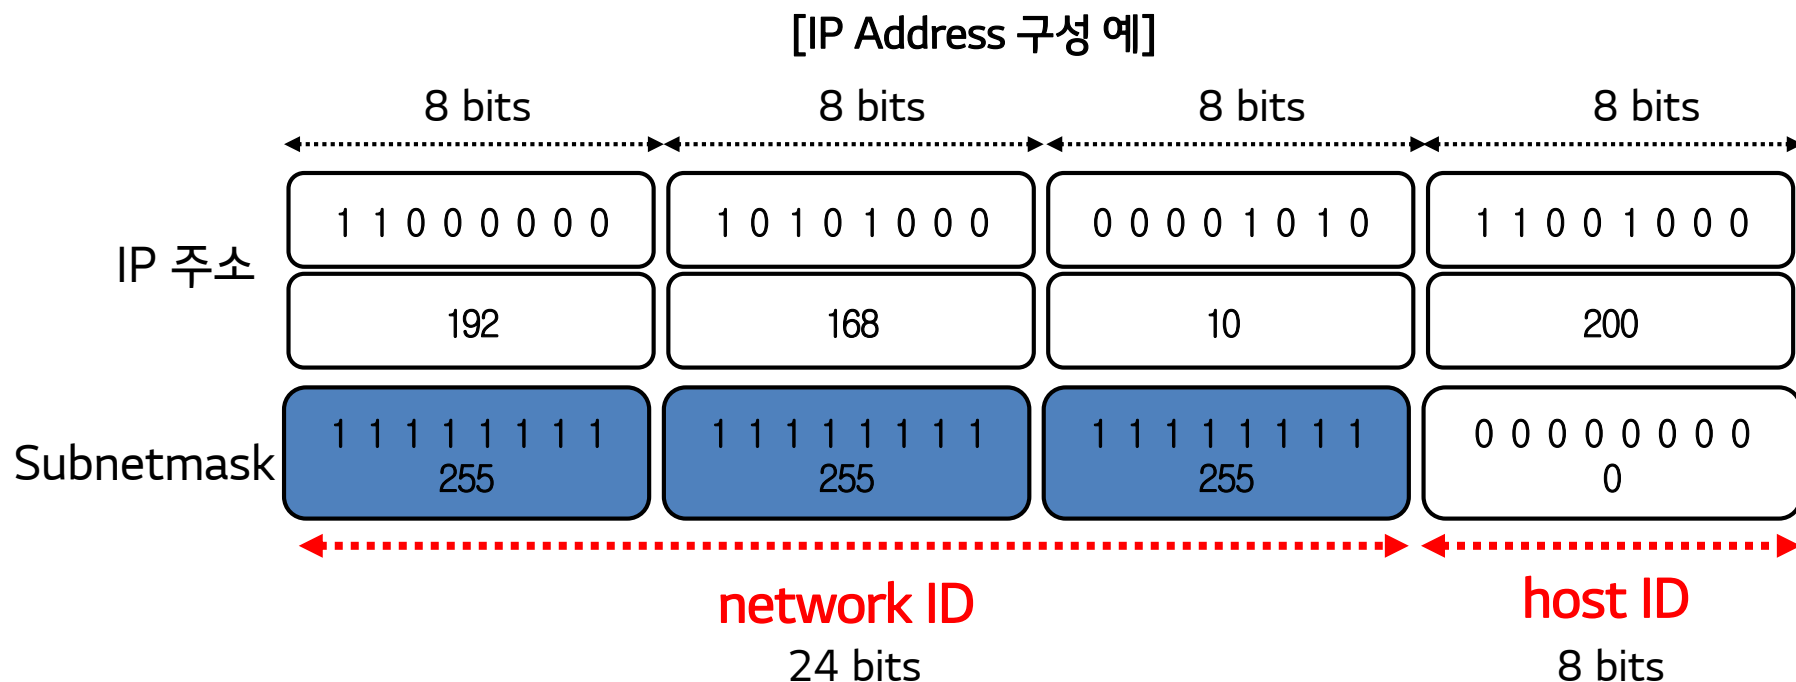 [IP Address 구성 예]
8 bits 8 bits 8 bits 8 bits
1 1 0 0 0 0 0 0 1 0 1 0 1 0 0 0 0 0 0 0 1 0 1 0 1 1 0 0 1 0 0 0
IP 주소
192 168 10 200
1 1 1 1 1 1 1 1 1 1 1 1 1 1 1 1 1 1 1 1 1 1 1 1 0 0 0 0 0 0 0 0
Subnetmask
255 255 255 0
network ID host ID
24 bits 8 bits